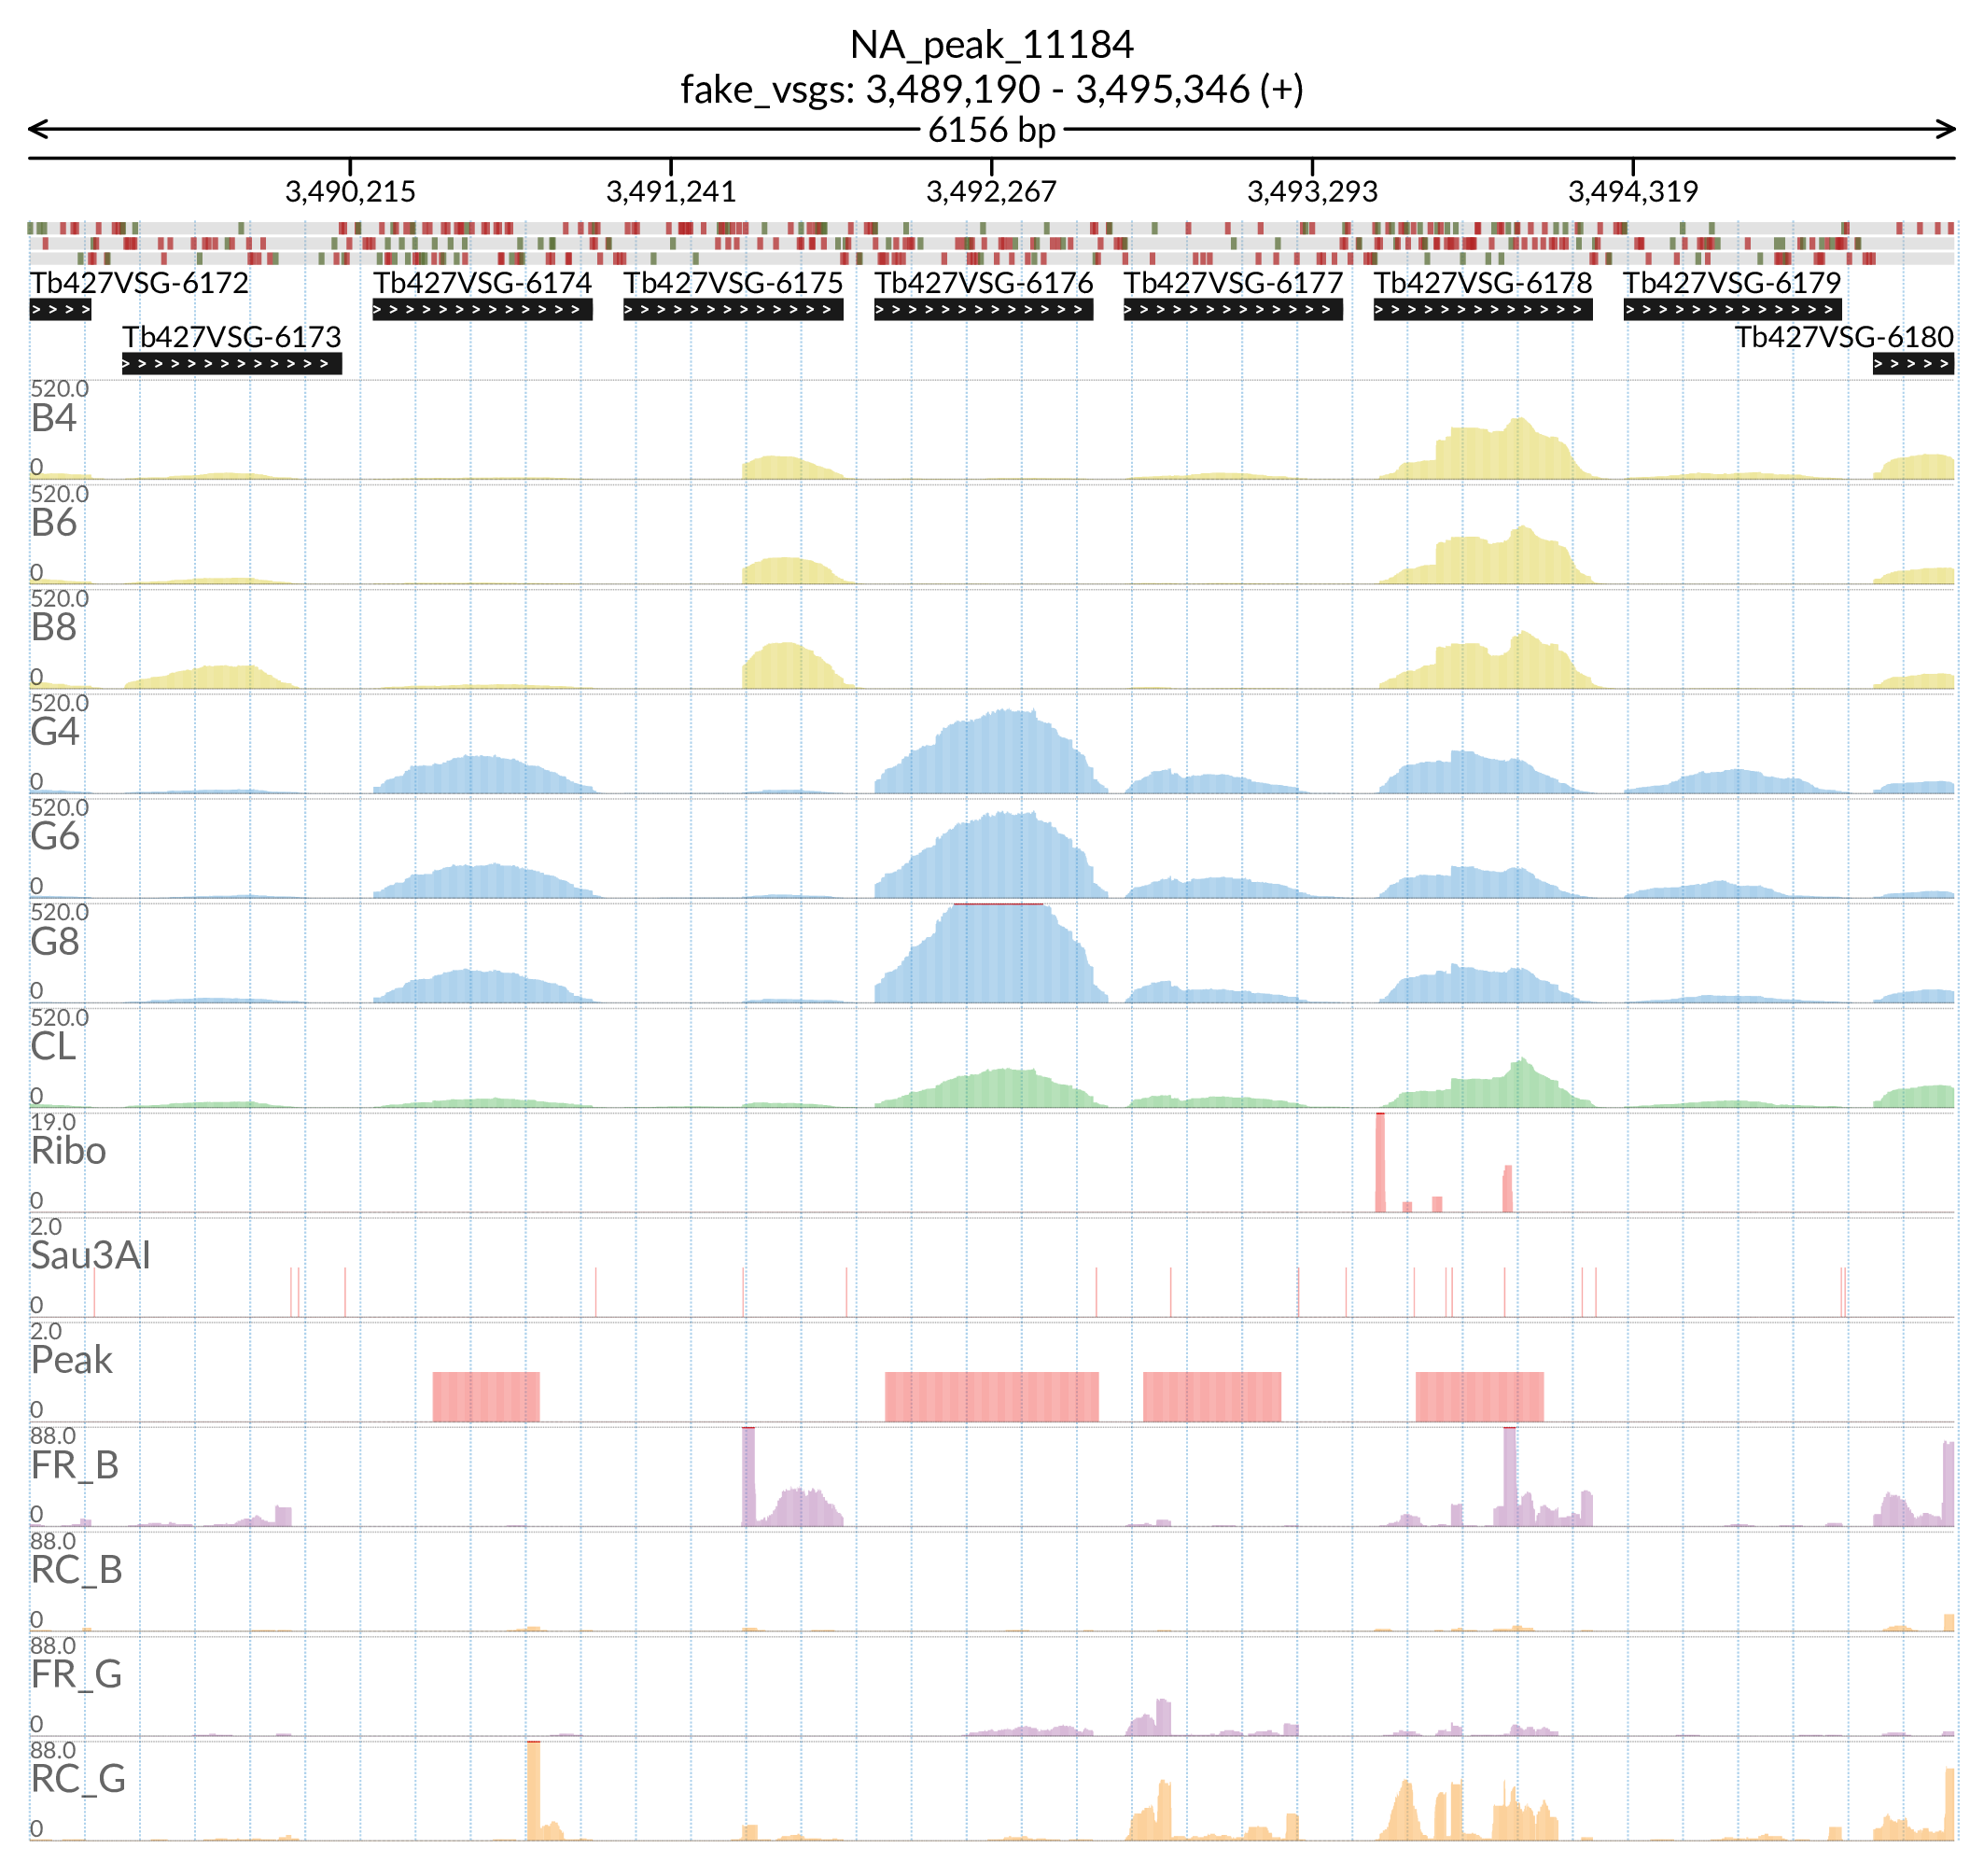 NA_peak_11184
fake_vsgs: 3,489,190 - 3,495,346 (+)
6156 bp
3,490,215 3,491,241 3,492,267 3,493,293 3,494,319
Tb427VSG-6172 Tb427VSG-6174 Tb427VSG-6175 Tb427VSG-6176 Tb427VSG-6177 Tb427VSG-6178 Tb427VSG-6179
Tb427VSG-6173 Tb427VSG-6180
520.0
B4
0
520.0
B6
0
520.0
B8
0
520.0
G4
0
520.0
G6
0
520.0
G8
0
520.0
CL
0
19.0
Ribo
0
2.0
Sau3AI
0
2.0
Peak
0
88.0
FR_B
0
88.0
RC_B
0
88.0
FR_G
0
88.0
RC_G
0